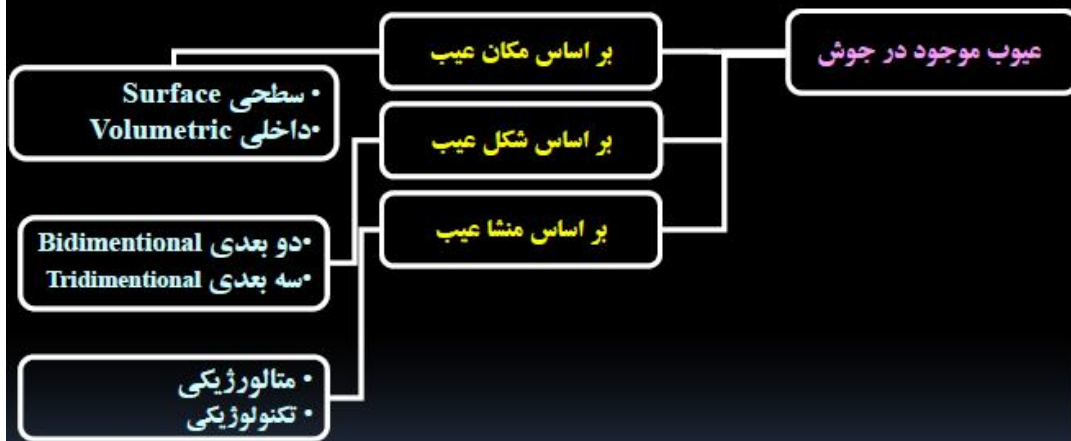 عیوب موجود در جوش
بر اساس مکان عیب
• سطحی Surface
•داخلی Volumetric
بر اساس شکل عیب
•دو بعدی Bidimentional
•سه بعدی Tridimentional
بر اساس منشا عیب
• متالورژیکی
• تکنولوژیکی